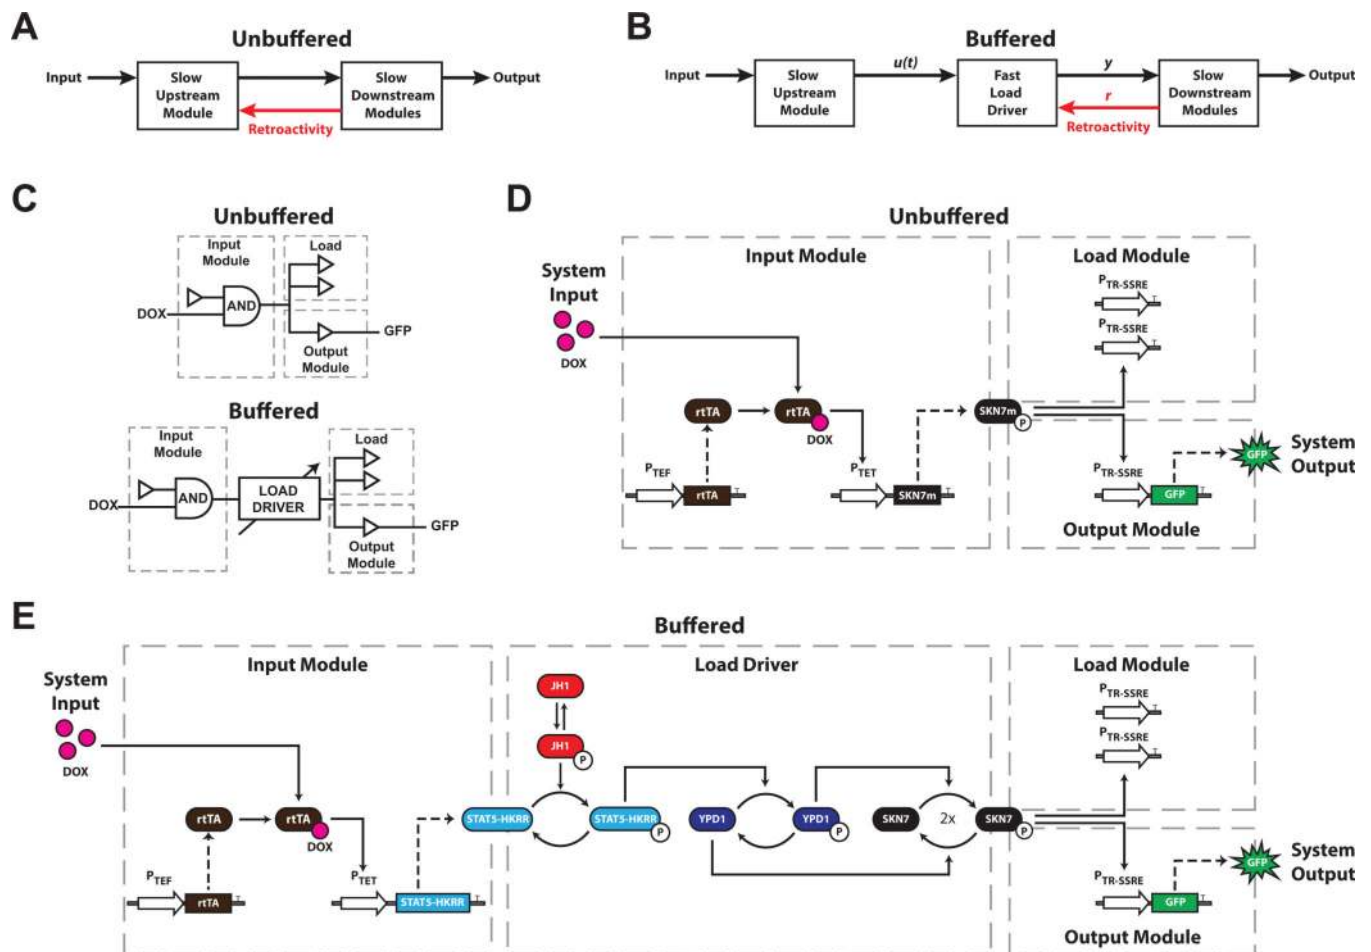 A
Unbuffered
Input
Slow
Upstream
Module
Slow
Downstream
Modules
Output
Retroactivity
B
Buffered
Input
Slow
Upstream
Module
u(t)
Fast
Load
Driver
y
r
Retroactivity
Slow
Downstream
Modules
Output
C
Unbuffered
Input
Module
Load
AND
DOX
GFP
Output
Module
Buffered
Input
Module
Load
AND
DOX
LOAD
DRIVER
GFP
Output
Module
D
Unbuffered
System
Input
DOX
Input Module
rtTA
rtTA
DOX
PTEF
rtTA
PTET
SKN7m
SKN7m
P
Load Module
PTR-SSRE
PTR-SSRE
PTR-SSRE
GFP
GFP
System
Output
Output Module
E
Buffered
System
Input
DOX
Input Module
rtTA
rtTA
DOX
PTEF
rtTA
PTET
STAT5-HKRR
Load Driver
JH1
JH1
P
STAT5-HKRR
STAT5-HKRR
P
YPD1
YPD1
P
SKN7
2x
SKN7
P
Load Module
PTR-SSRE
PTR-SSRE
PTR-SSRE
GFP
GFP
System
Output
Output Module